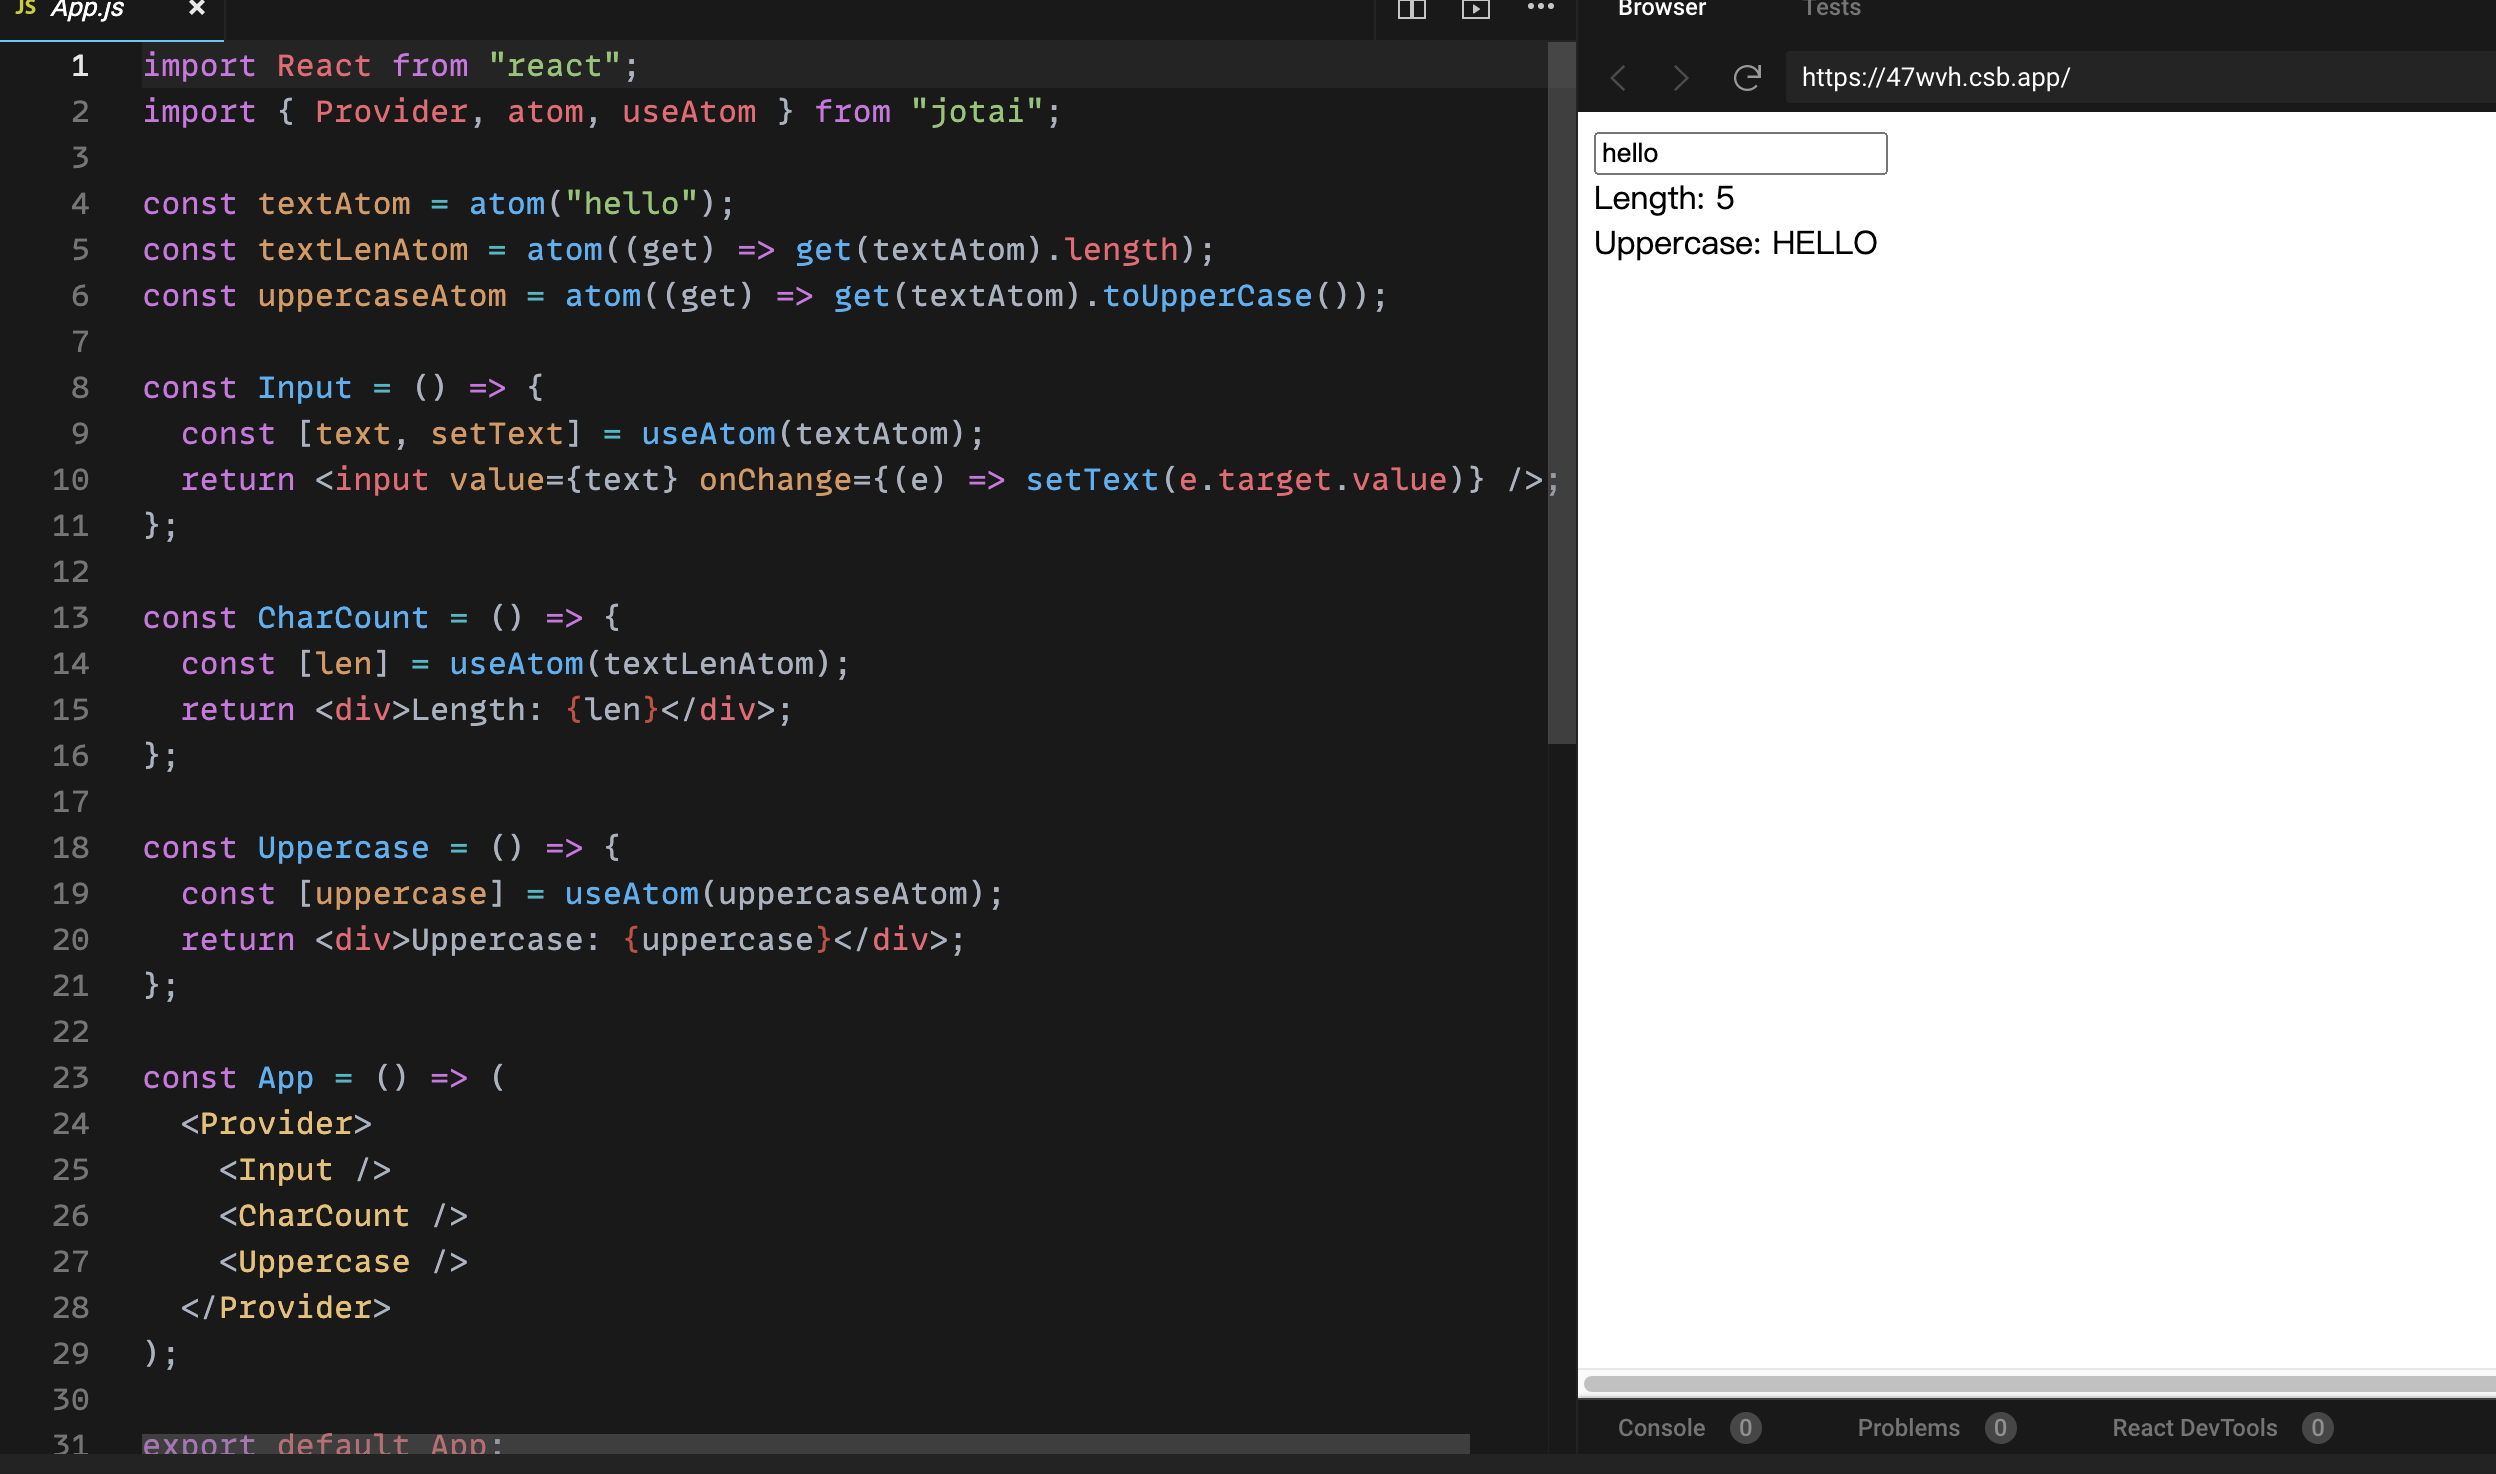 JS App.js ×
1 import React from "react";
2 import { Provider, atom, useAtom } from "jotai";
3
4 const textAtom = atom("hello");
5 const textLenAtom = atom((get) => get(textAtom).length);
6 const uppercaseAtom = atom((get) => get(textAtom).toUpperCase());
7
8 const Input = () => {
9   const [text, setText] = useAtom(textAtom);
10   return <input value={text} onChange={(e) => setText(e.target.value)} />;
11 };
12
13 const CharCount = () => {
14   const [len] = useAtom(textLenAtom);
15   return <div>Length: {len}</div>;
16 };
17
18 const Uppercase = () => {
19   const [uppercase] = useAtom(uppercaseAtom);
20   return <div>Uppercase: {uppercase}</div>;
21 };
22
23 const App = () => (
24   <Provider>
25     <Input />
26     <CharCount />
27     <Uppercase />
28   </Provider>
29 );
30
31 export default App;
Browser Tests
https://47wvh.csb.app/
hello
Length: 5
Uppercase: HELLO
Console 0 Problems 0 React DevTools 0